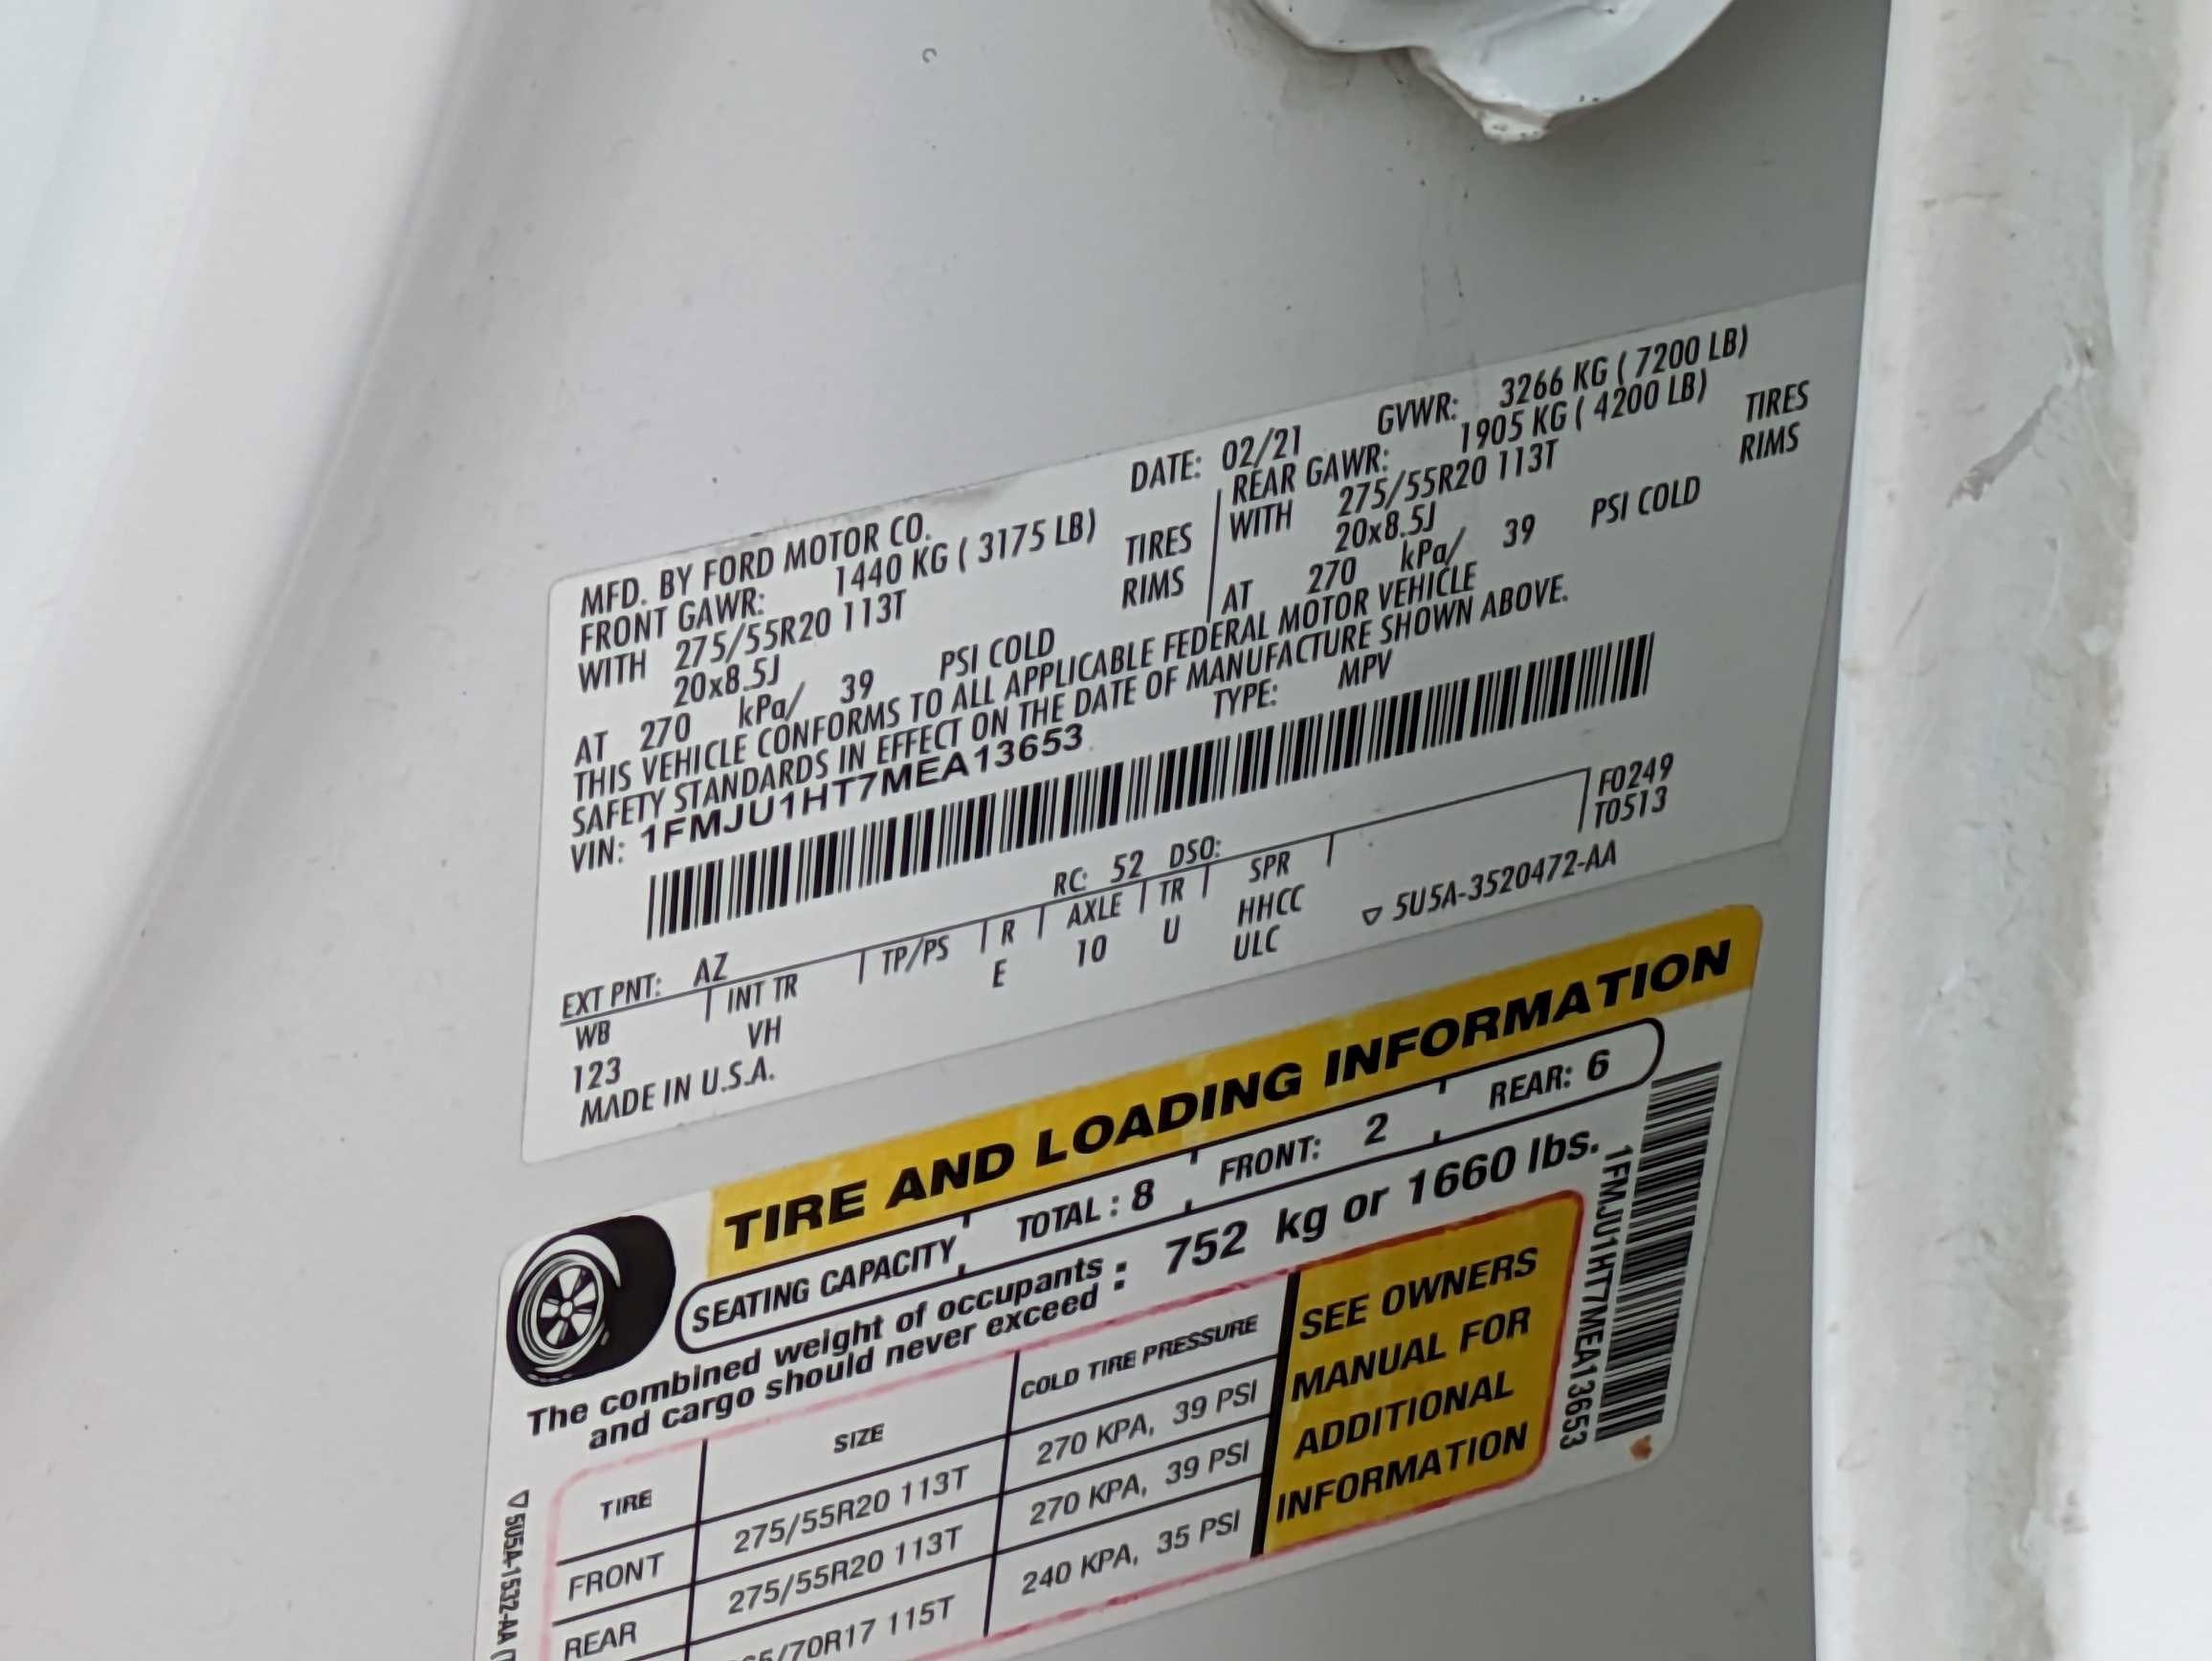 MFD. BY FORD MOTOR CO. DATE: 02/21 GVWR: 3266 KG ( 7200 LB)
FRONT GAWR: 1440 KG ( 3175 LB) REAR GAWR: 1905 KG ( 4200 LB)
WITH 275/55R20 113T TIRES WITH 275/55R20 113T TIRES
20x8.5J RIMS 20x8.5J RIMS
AT 270 kPa/ 39 PSI COLD AT 270 kPa/ 39 PSI COLD
THIS VEHICLE CONFORMS TO ALL APPLICABLE FEDERAL MOTOR VEHICLE
SAFETY STANDARDS IN EFFECT ON THE DATE OF MANUFACTURE SHOWN ABOVE.
VIN: 1FMJU1HT7MEA13653 TYPE: MPV
F0249
T0513
EXT PNT: AZ RC: 52 DSO:
WB INT TR TP/PS R AXLE TR SPR
123 VH E 10 U HHCC
ULC
MADE IN U.S.A. ▽ 5U5A-3520472-AA
TIRE AND LOADING INFORMATION
SEATING CAPACITY TOTAL : 8 FRONT: 2 REAR: 6
The combined weight of occupants
and cargo should never exceed : 752 kg or 1660 lbs.
TIRE SIZE COLD TIRE PRESSURE
FRONT 275/55R20 113T 270 KPA, 39 PSI
REAR 275/55R20 113T 270 KPA, 39 PSI
5/70R17 115T 240 KPA, 35 PSI
SEE OWNERS
MANUAL FOR
ADDITIONAL
INFORMATION
1FMJU1HT7MEA13653
▽ 5U5A-1532-AA